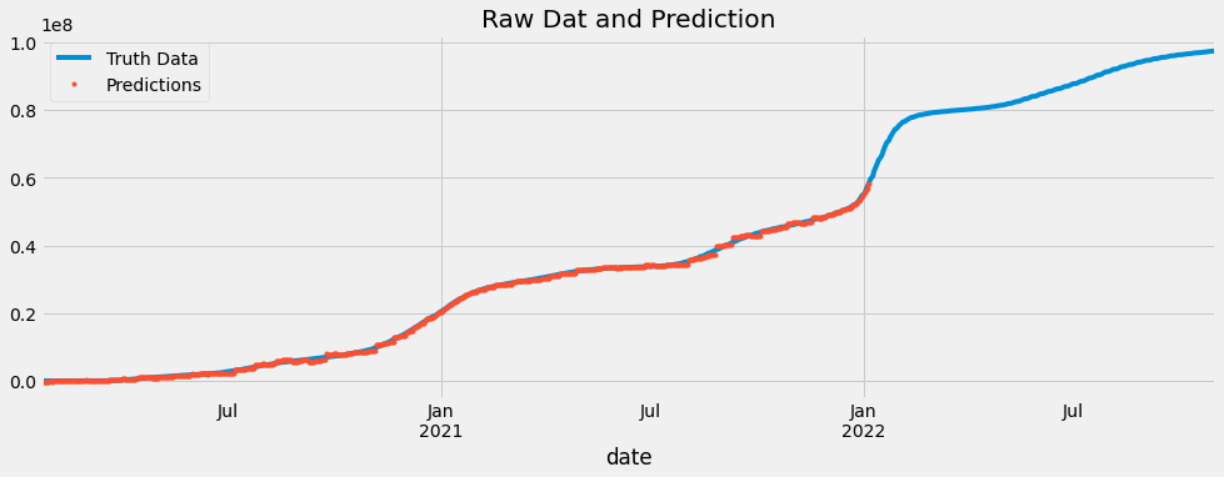 Raw Dat and Prediction
1e8
1.0
Truth Data
Predictions
0.8
0.6
0.4
0.2
0.0
Jul Jan Jul Jan Jul
2021 2022
date